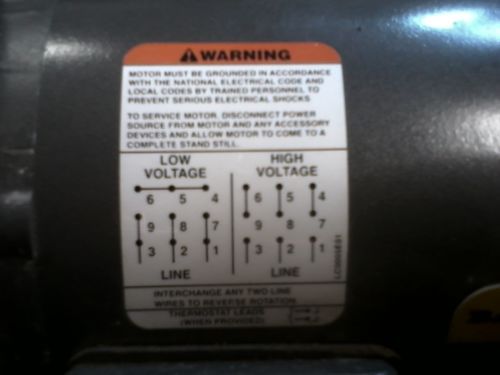 WARNING
MOTOR MUST BE GROUNDED IN ACCORDANCE
WITH THE NATIONAL ELECTRICAL CODE AND
LOCAL CODES BY TRAINED PERSONNEL TO
PREVENT SERIOUS ELECTRICAL SHOCKS
TO SERVICE MOTOR, DISCONNECT POWER
SOURCE FROM MOTOR AND ANY ACCESSORY
DEVICES AND ALLOW MOTOR TO COME TO A
COMPLETE STAND STILL.
LOW
VOLTAGE
6 5 4
9 8 7
3 2 1
LINE
HIGH
VOLTAGE
6 5 4
9 8 7
3 2 1
LINE
INTERCHANGE ANY TWO LINE
WIRES TO REVERSE ROTATION.
THERMOSTAT LEADS
(WHEN PROVIDED)